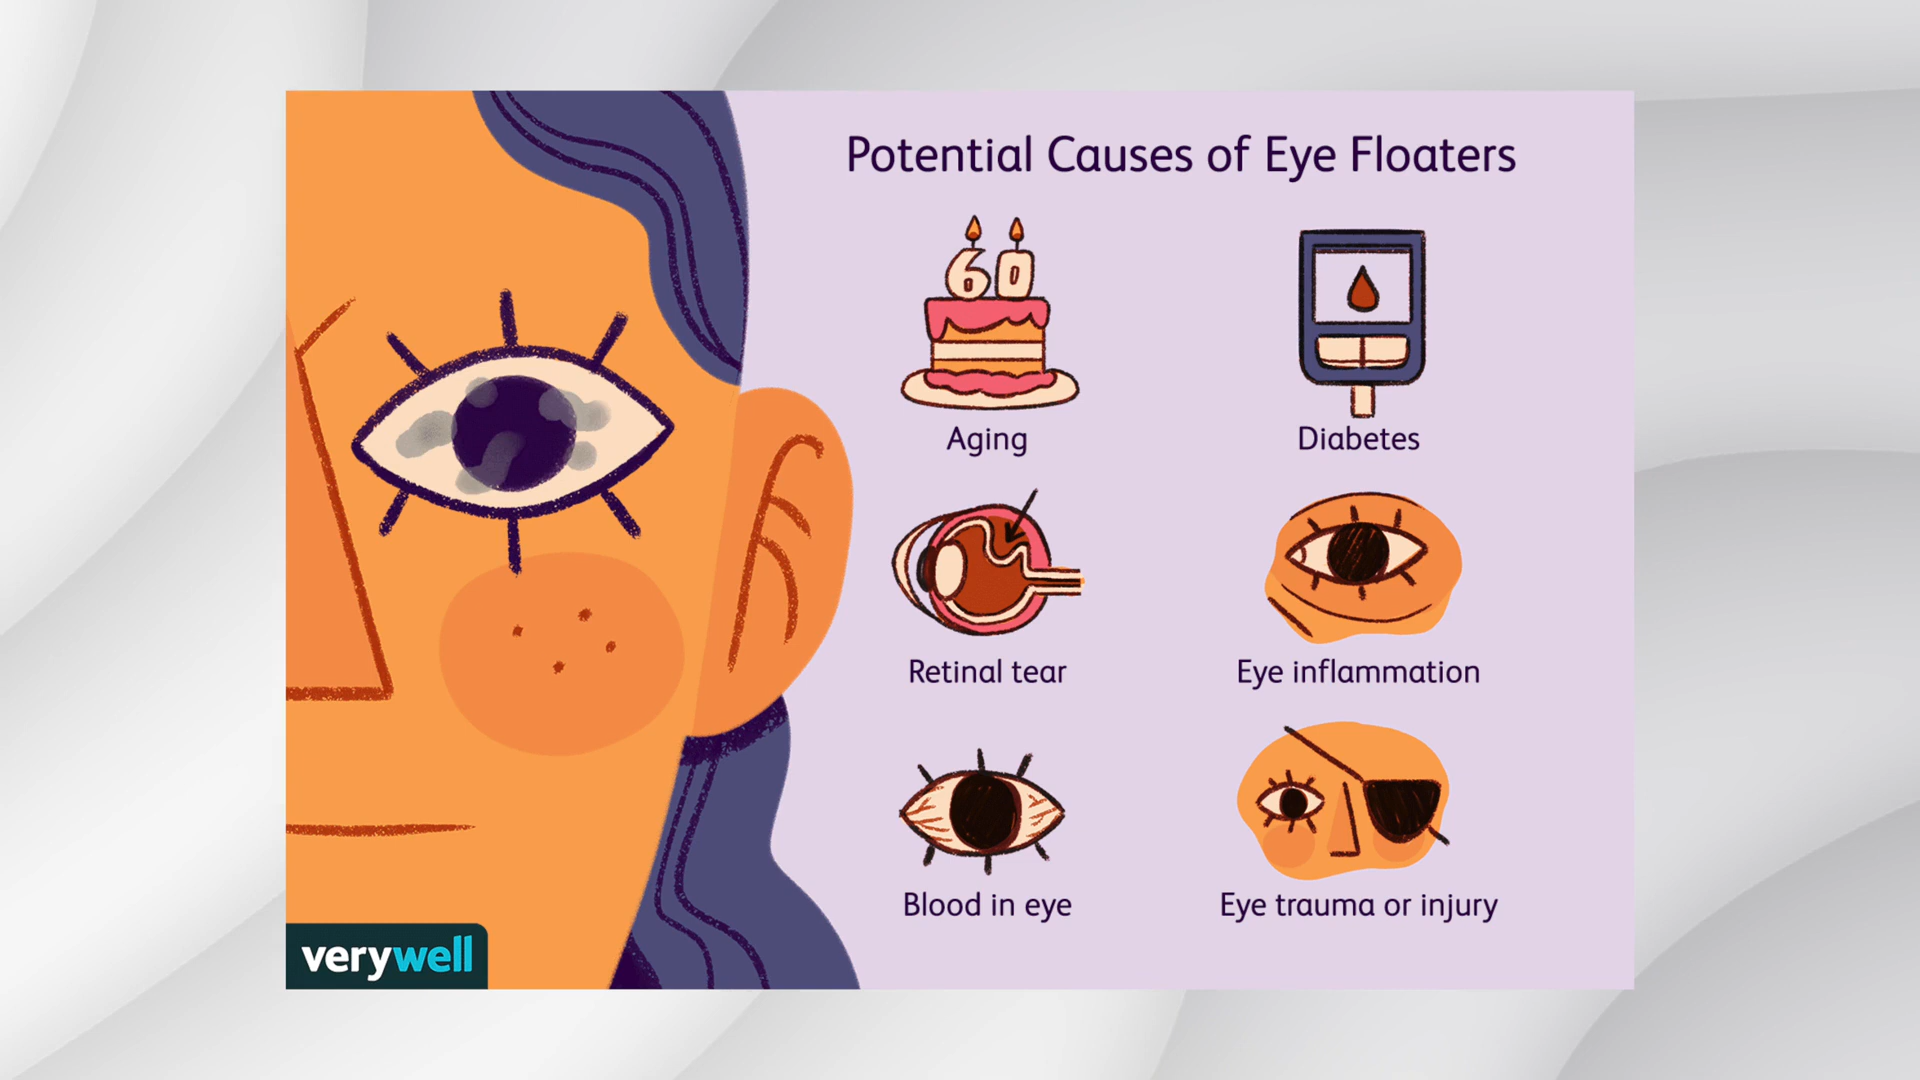 Potential Causes of Eye Floaters
60
Aging
Diabetes
Retinal tear
Eye inflammation
Blood in eye
Eye trauma or injury
verywell